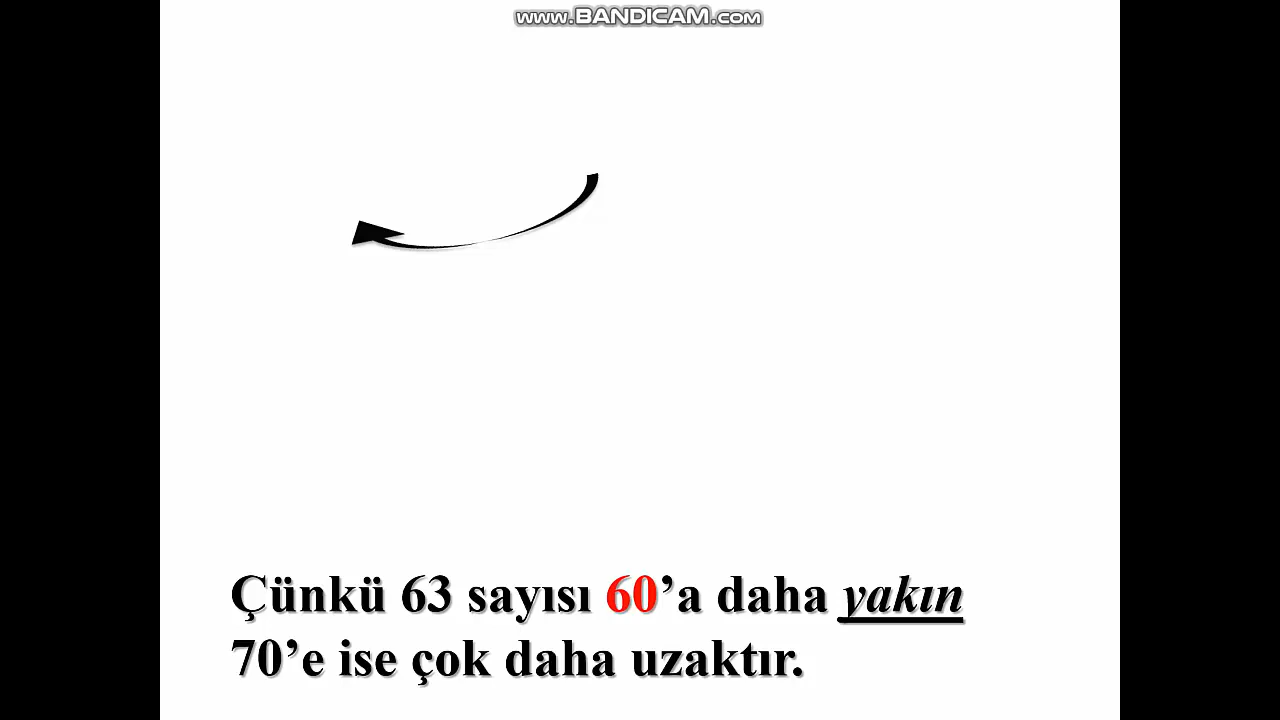 www.BANDICAM.com
Çünkü 63 sayısı 60’a daha yakın
70’e ise çok daha uzaktır.